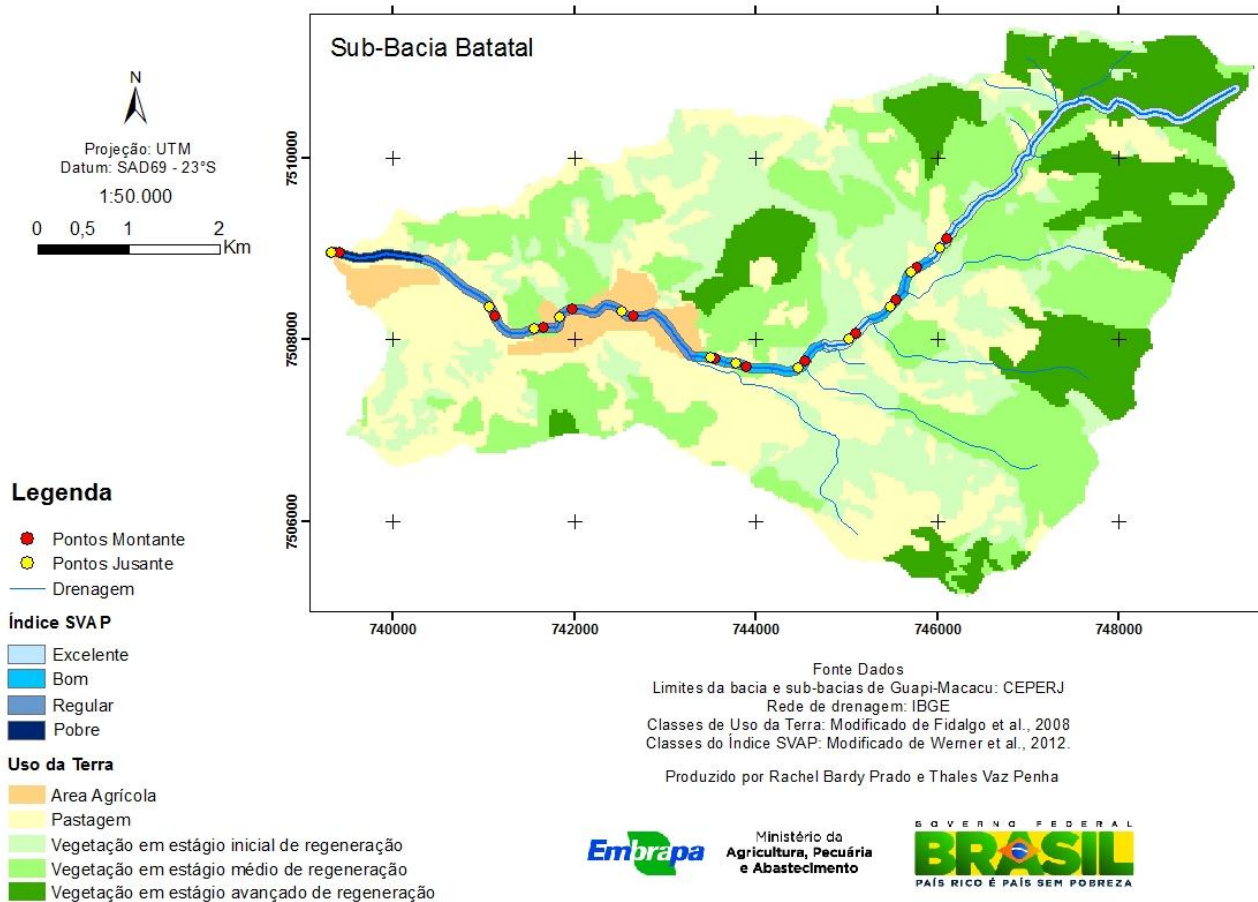 Sub-Bacia Batatal
N
Projeção: UTM
Datum: SAD69 - 23°S
1:50.000
0 0,5 1 2
Km
7510000
7508000
7506000
740000 742000 744000 746000 748000
Legenda
Pontos Montante
Pontos Jusante
Drenagem
Índice SVAP
Excelente
Bom
Regular
Pobre
Uso da Terra
Area Agrícola
Pastagem
Vegetação em estágio inicial de regeneração
Vegetação em estágio médio de regeneração
Vegetação em estágio avançado de regeneração
Fonte Dados
Limites da bacia e sub-bacias de Guapi-Macacu: CEPERJ
Rede de drenagem: IBGE
Classes de Uso da Terra: Modificado de Fidalgo et al., 2008
Classes do Índice SVAP: Modificado de Werner et al., 2012.
Produzido por Rachel Bardy Prado e Thales Vaz Penha
Embrapa
Ministério da
Agricultura, Pecuária
e Abastecimento
GOVERNO FEDERAL
BRASIL
PAÍS RICO É PAÍS SEM POBREZA